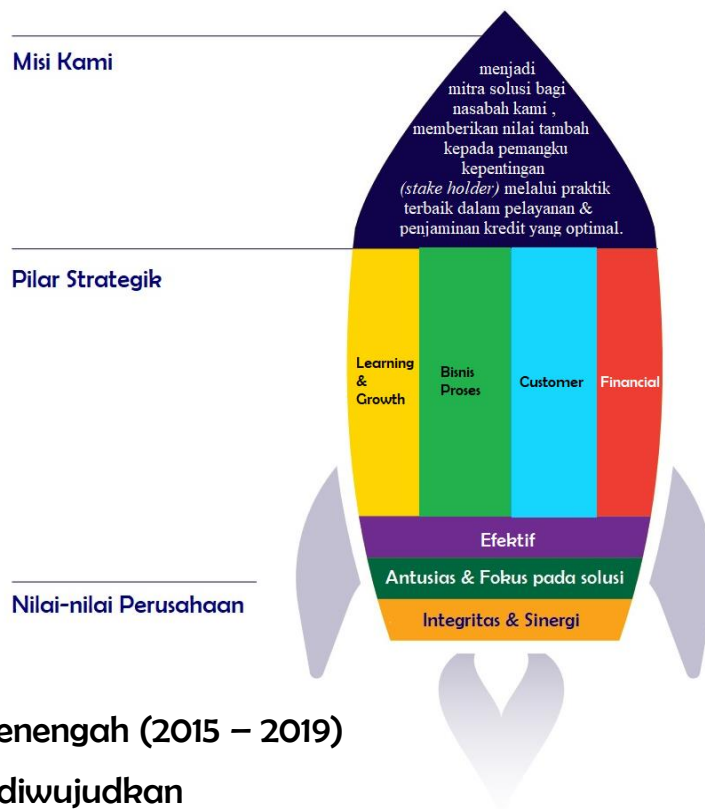 Misi Kami
menjadi
mitra solusi bagi
nasabah kami ,
memberikan nilai tambah
kepada pemangku
kepentingan
(stake holder) melalui praktik
terbaik dalam pelayanan &
penjaminan kredit yang optimal.
Pilar Strategik
Learning
&
Growth
Bisnis
Proses
Customer
Financial
Efektif
Antusias & Fokus pada solusi
Nilai-nilai Perusahaan
Integritas & Sinergi
enengah (2015 – 2019)
diwujudkan